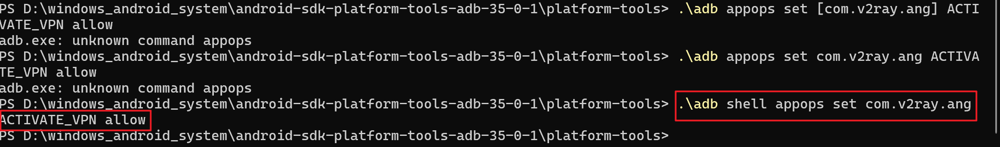 PS D:\windows_android_system\android-sdk-platform-tools-adb-35-0-1\platform-tools> .\adb appops set [com.v2ray.ang] ACTI
VATE_VPN allow
adb.exe: unknown command appops
PS D:\windows_android_system\android-sdk-platform-tools-adb-35-0-1\platform-tools> .\adb appops set com.v2ray.ang ACTIVA
TE_VPN allow
adb.exe: unknown command appops
PS D:\windows_android_system\android-sdk-platform-tools-adb-35-0-1\platform-tools> .\adb shell appops set com.v2ray.ang
ACTIVATE_VPN allow
PS D:\windows_android_system\android-sdk-platform-tools-adb-35-0-1\platform-tools>